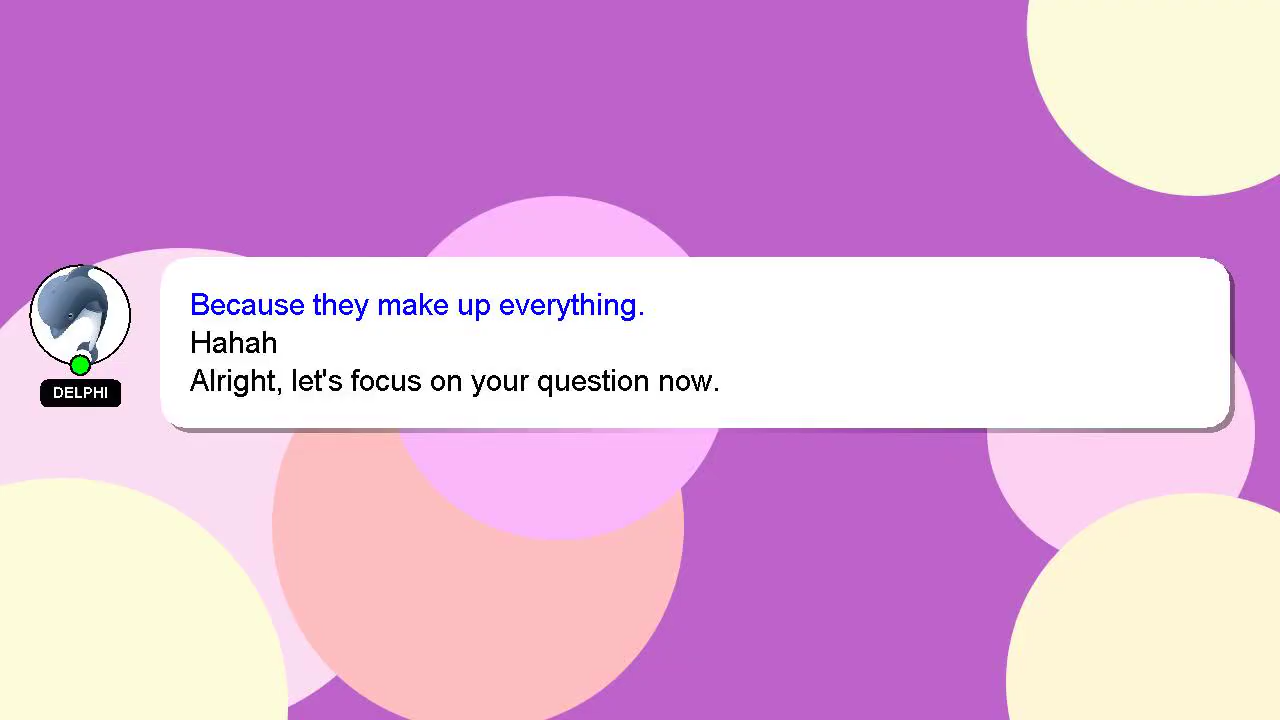 Because they make up everything.
Hahah
Alright, let's focus on your question now.
DELPHI